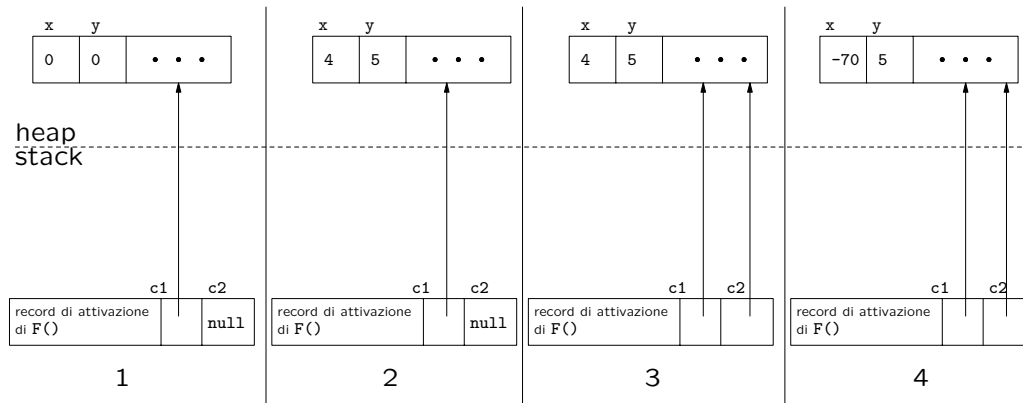 x y
0 0
x y
4 5
x y
4 5
x y
-70 5
heap
stack
c1 c2
record di attivazione
di F()
null
c1 c2
record di attivazione
di F()
null
c1 c2
record di attivazione
di F()
c1 c2
record di attivazione
di F()
1
2
3
4